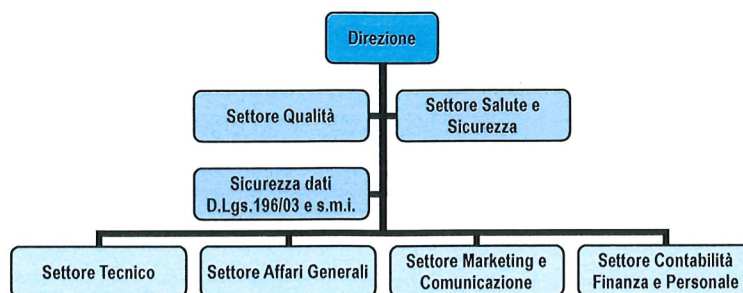 Direzione
Settore Qualità
Settore Salute e
Sicurezza
Sicurezza dati
D.Lgs.196/03 e s.m.i.
Settore Tecnico
Settore Affari Generali
Settore Marketing e
Comunicazione
Settore Contabilità
Finanza e Personale